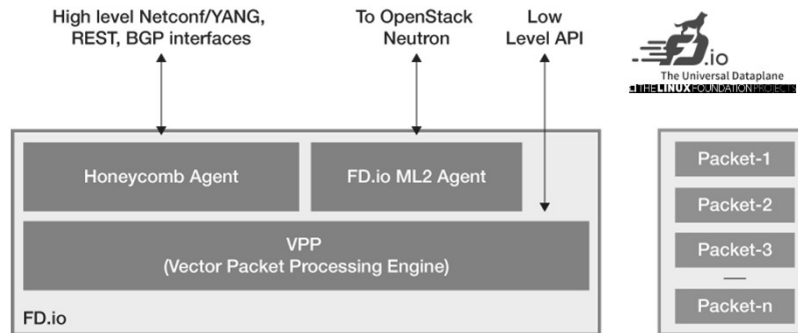 High level Netconf/YANG,
REST, BGP interfaces
To OpenStack
Neutron
Low
Level API
FD.io
The Universal Dataplane
THE LINUX FOUNDATION PROJECTS
Honeycomb Agent
FD.io ML2 Agent
VPP
(Vector Packet Processing Engine)
FD.io
Packet-1
Packet-2
Packet-3
Packet-n